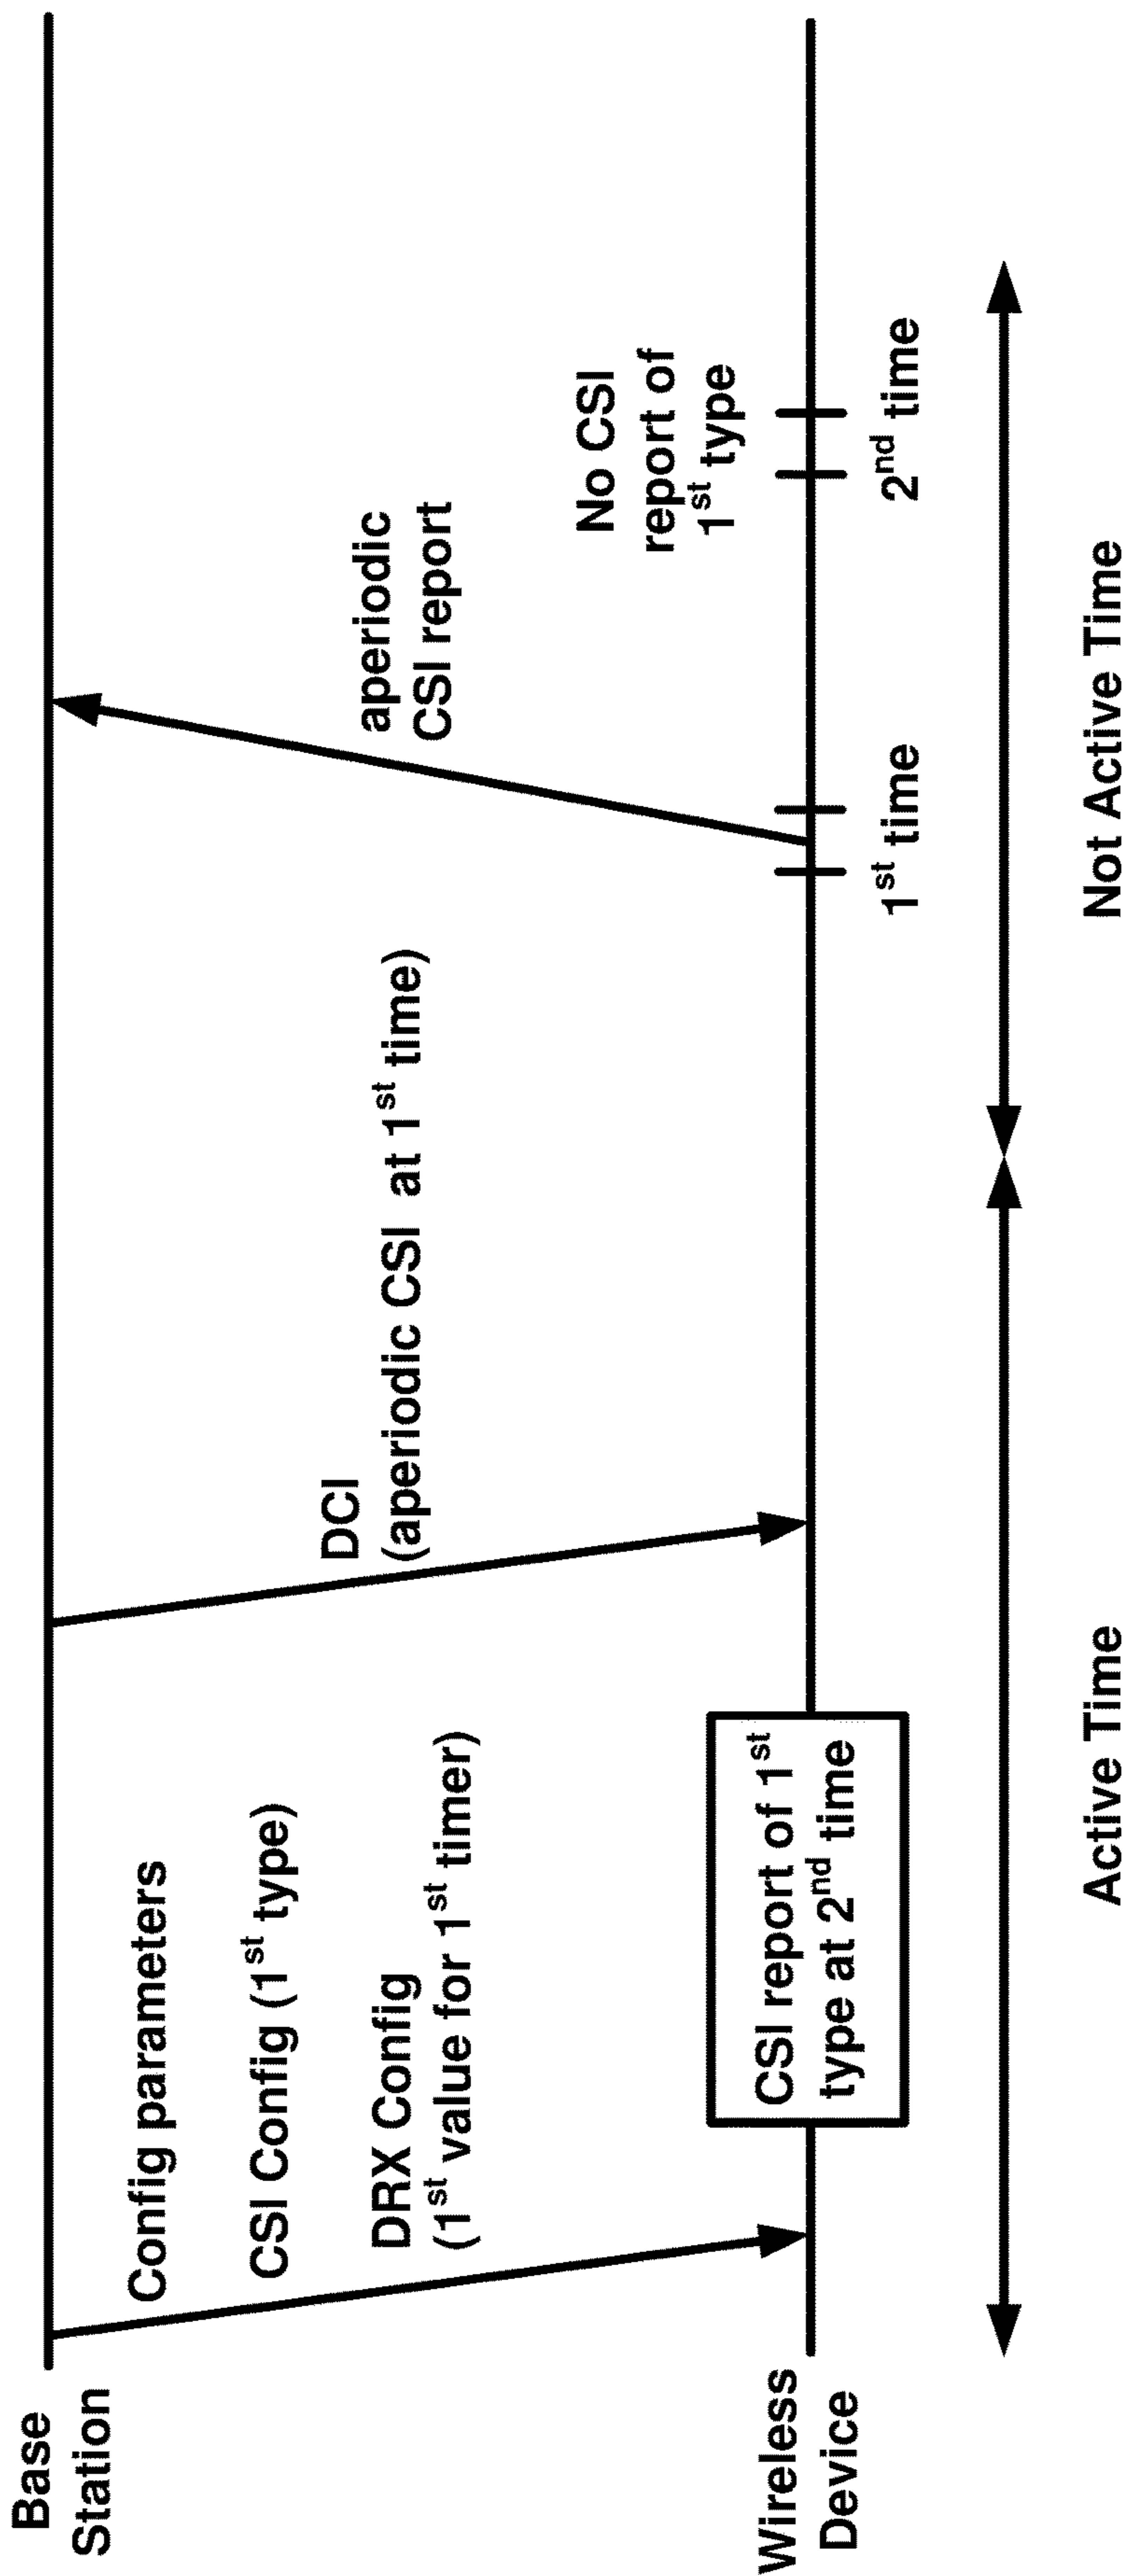 Base
Station
Config parameters
CSI Config (1st type)
DRX Config
(1st value for 1st timer)
DCI
(aperiodic CSI at 1st time)
aperiodic
CSI report
No CSI
report of
1st type
Wireless
Device
CSI report of 1st
type at 2nd time
1st time
2nd time
Active Time
Not Active Time